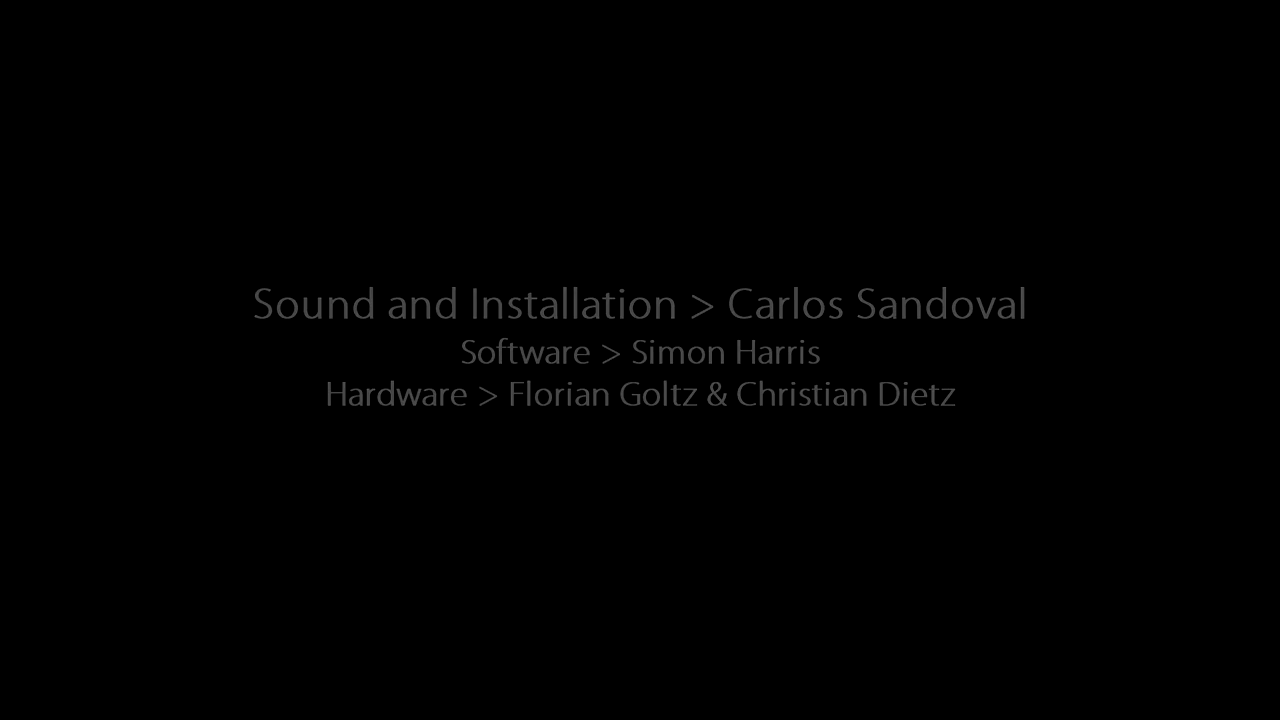 Sound and Installation > Carlos Sandoval
Software > Simon Harris
Hardware > Florian Goltz & Christian Dietz